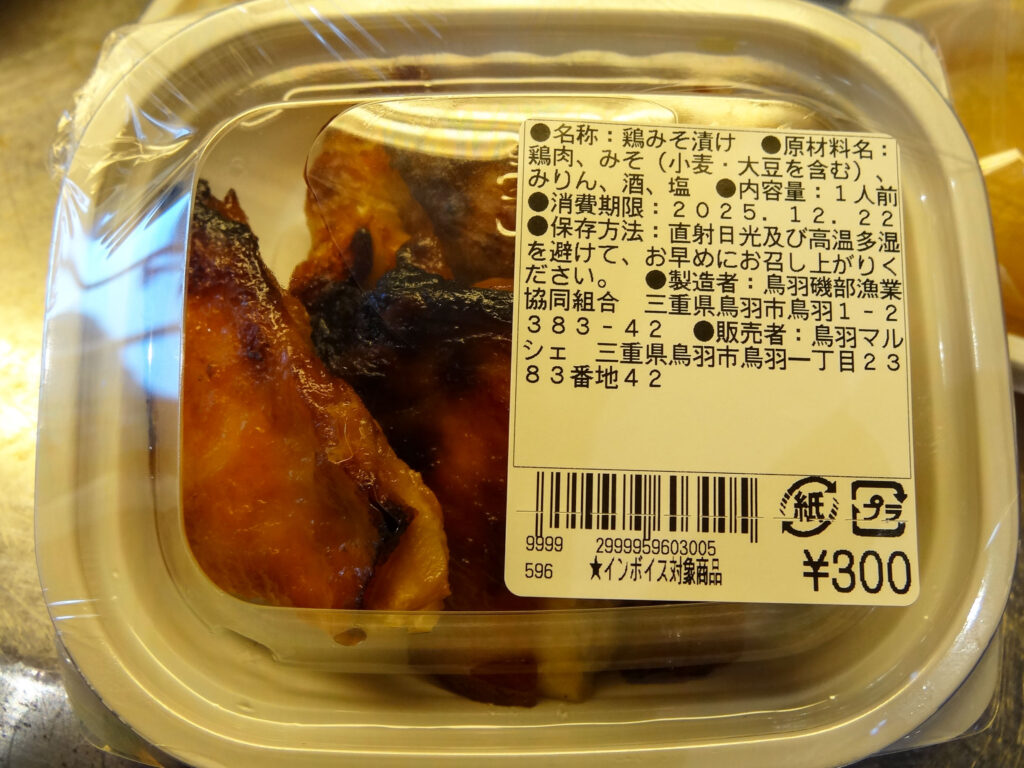 ●名称：鶏みそ漬け　●原材料名：
鶏肉、みそ（小麦・大豆を含む）、
みりん、酒、塩　●内容量：１人前
●消費期限：２０２５．１２．２２
●保存方法：直射日光及び高温多湿
を避けて、お早めにお召し上がりく
ださい。　●製造者：鳥羽磯部漁業
協同組合　三重県鳥羽市鳥羽１－２
３８３－４２　●販売者：鳥羽マル
シェ　三重県鳥羽市鳥羽一丁目２３
８３番地４２
紙 プラ
9999 2999959603005
596 ★インボイス対象商品 ¥300